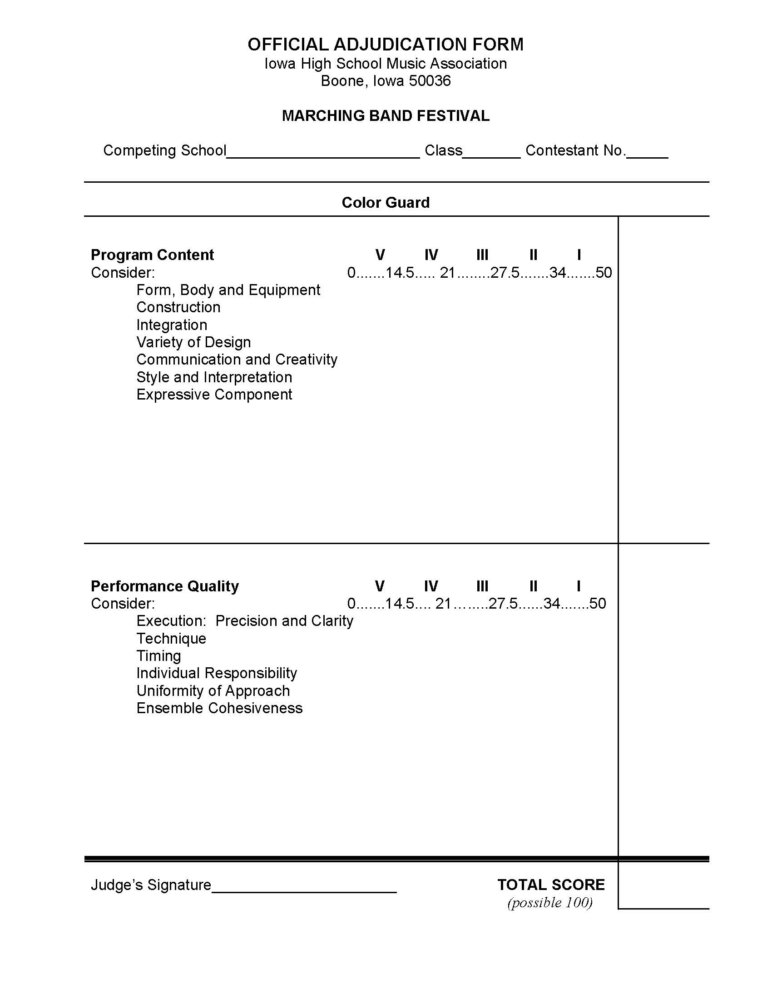 OFFICIAL ADJUDICATION FORM
Iowa High School Music Association
Boone, Iowa 50036
MARCHING BAND FESTIVAL
Competing School_______________________ Class_______ Contestant No._____
Color Guard
Program Content V IV III II I
Consider: 0.......14.5..... 21........27.5.......34.......50
Form, Body and Equipment
Construction
Integration
Variety of Design
Communication and Creativity
Style and Interpretation
Expressive Component
Performance Quality V IV III II I
Consider: 0.......14.5.... 21........27.5......34.......50
Execution:  Precision and Clarity
Technique
Timing
Individual Responsibility
Uniformity of Approach
Ensemble Cohesiveness
Judge’s Signature______________________ TOTAL SCORE
(possible 100)